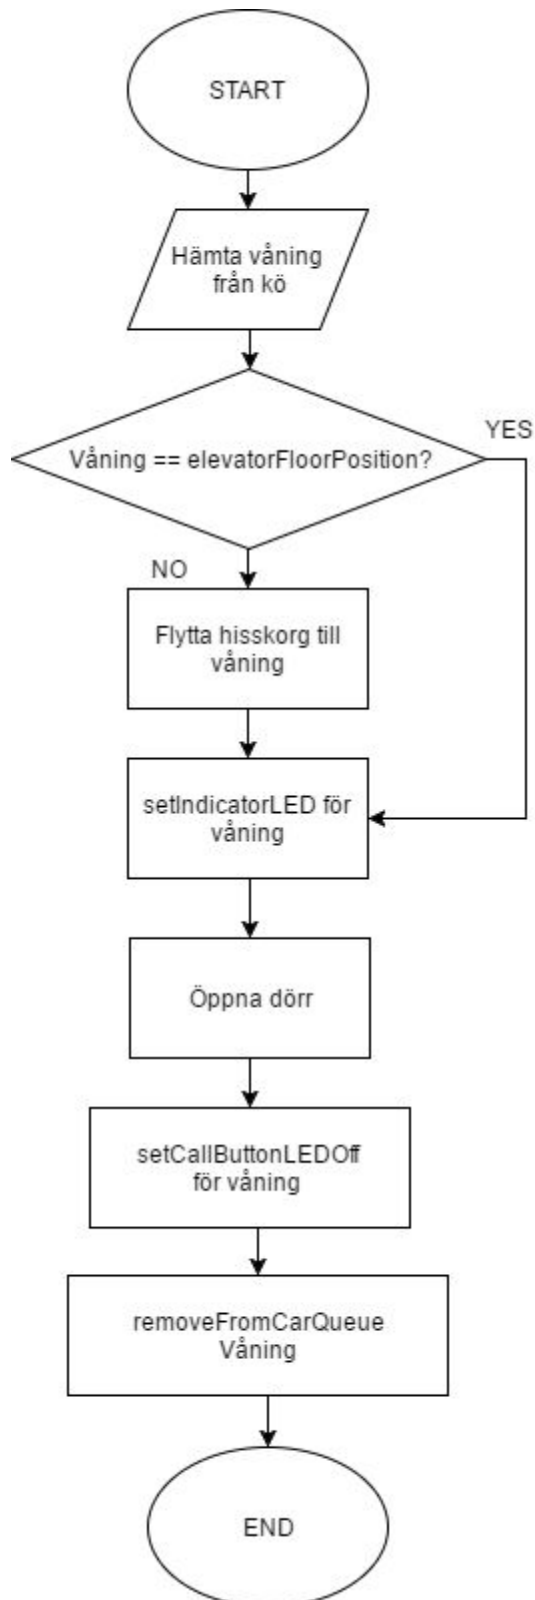 START
Hämta våning
från kö
YES
Våning == elevatorFloorPosition?
NO
Flytta hisskorg till
våning
setIndicatorLED för
våning
Öppna dörr
setCallButtonLEDOff
för våning
removeFromCarQueue
Våning
END